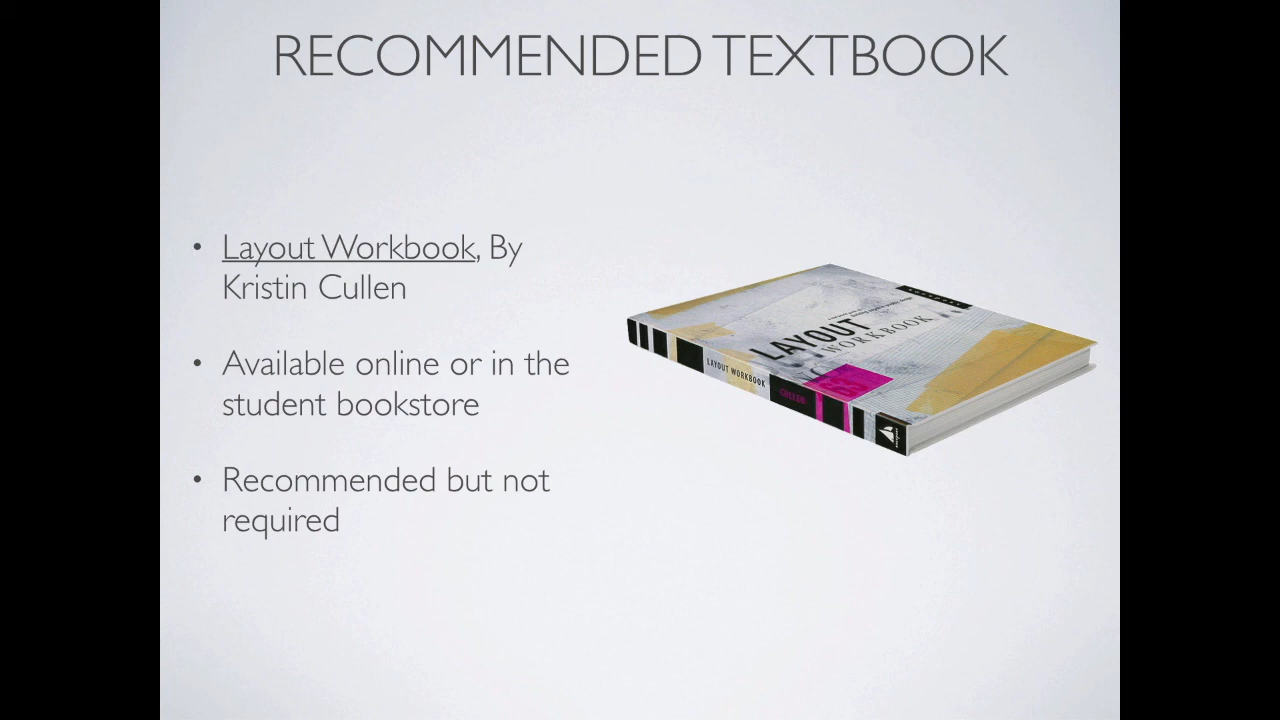 RECOMMENDED TEXTBOOK
• Layout Workbook, By
Kristin Cullen
• Available online or in the
student bookstore
• Recommended but not
required
LAYOUT
WORKBOOK
LAYOUT WORKBOOK
CULLEN